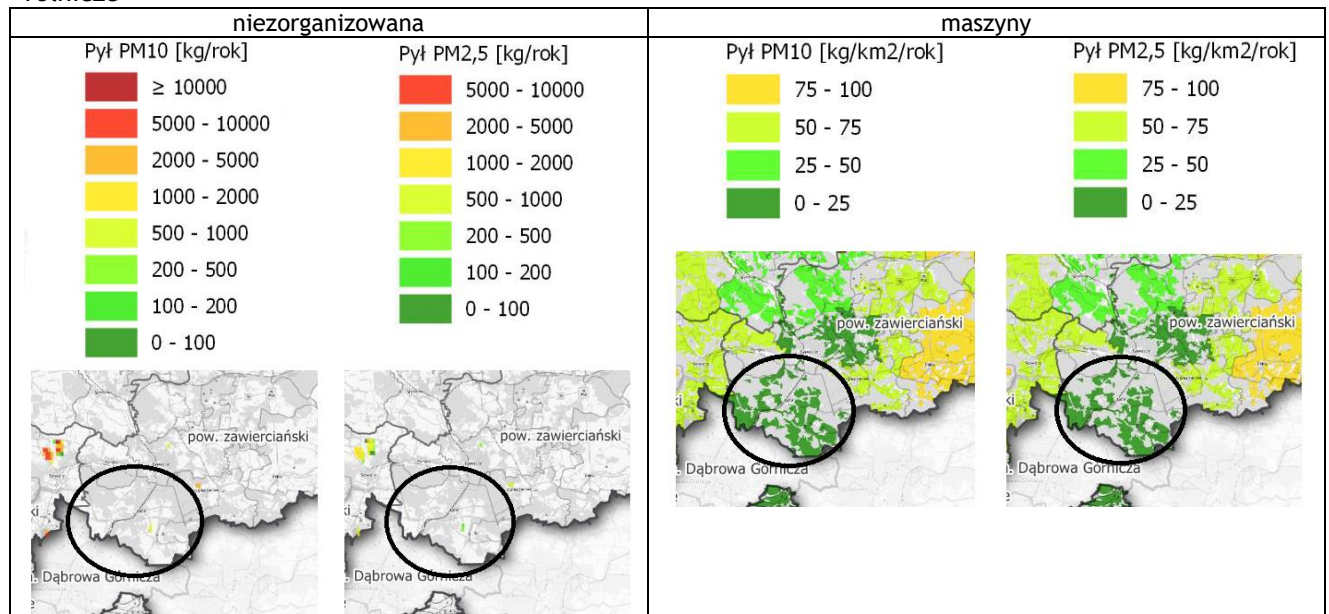 niezorganizowana
maszyny
Pył PM10 [kg/rok]
≥ 10000
5000 - 10000
2000 - 5000
1000 - 2000
500 - 1000
200 - 500
100 - 200
0 - 100
Pył PM2,5 [kg/rok]
5000 - 10000
2000 - 5000
1000 - 2000
500 - 1000
200 - 500
100 - 200
0 - 100
Pył PM10 [kg/km2/rok]
75 - 100
50 - 75
25 - 50
0 - 25
Pył PM2,5 [kg/km2/rok]
75 - 100
50 - 75
25 - 50
0 - 25
pow. zawierciański
Dąbrowa Górnicza
pow. zawierciański
Dąbrowa Górnicza
pow. zawierciański
Dąbrowa Górnicza
pow. zawierciański
Dąbrowa Górnicza